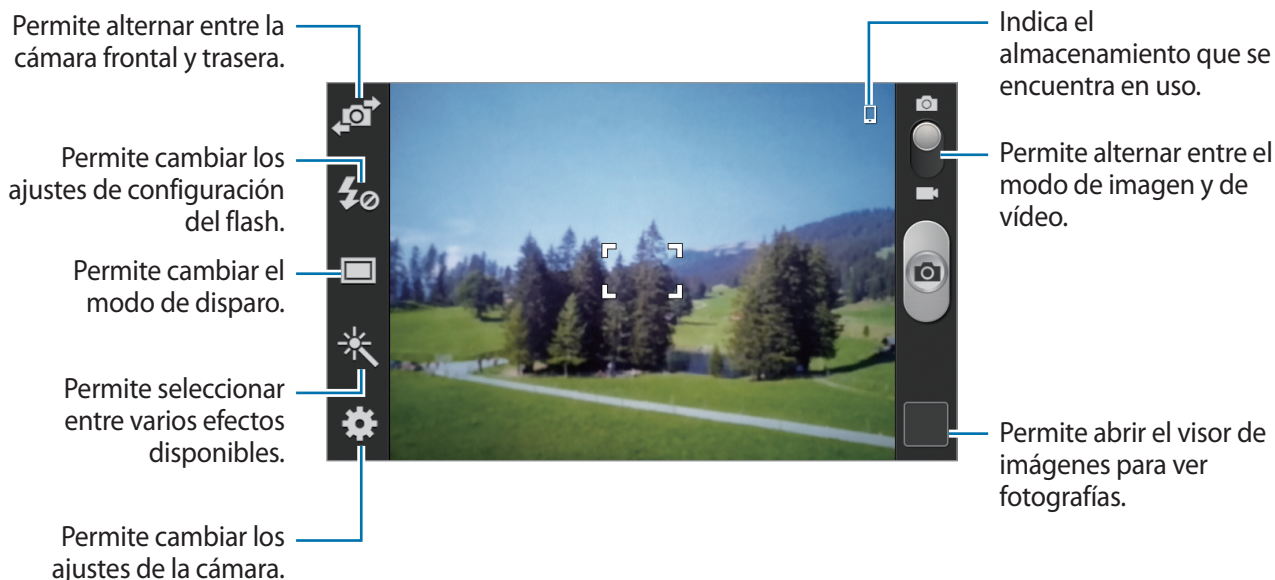 Permite alternar entre la
cámara frontal y trasera.
Permite cambiar los
ajustes de configuración
del flash.
Permite cambiar el
modo de disparo.
Permite seleccionar
entre varios efectos
disponibles.
Permite cambiar los
ajustes de la cámara.
Indica el
almacenamiento que se
encuentra en uso.
Permite alternar entre el
modo de imagen y de
vídeo.
Permite abrir el visor de
imágenes para ver
fotografías.